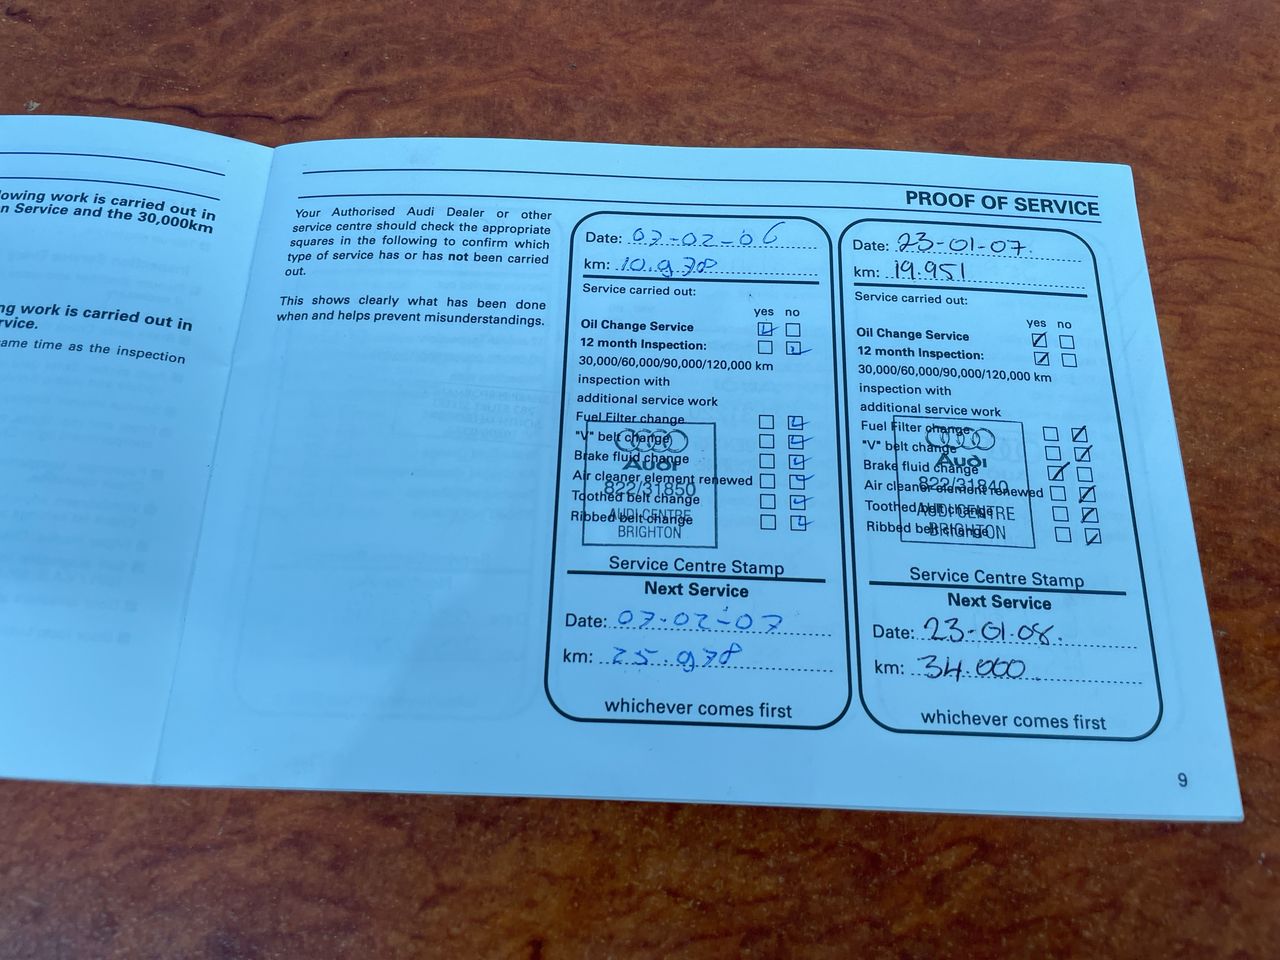 lowing work is carried out in
n Service and the 30,000km
ng work is carried out in
rvice.
ame time as the inspection
PROOF OF SERVICE
Your Authorised Audi Dealer or other
service centre should check the appropriate
squares in the following to confirm which
type of service has or has not been carried
out.
This shows clearly what has been done
when and helps prevent misunderstandings.
Date: 07-02-06
km: 10.978
Service carried out:
yes no
Oil Change Service
12 month Inspection:
30,000/60,000/90,000/120,000 km
inspection with
additional service work
Fuel Filter change
"V" belt change
Brake fluid change
Air cleaner element renewed
Toothed belt change
Ribbed belt change
Audi
822/31850
AUDI CENTRE
BRIGHTON
Service Centre Stamp
Next Service
Date: 07-02-07
km: 25.978
whichever comes first
Date: 23-01-07.
km: 19.951
Service carried out:
yes no
Oil Change Service
12 month Inspection:
30,000/60,000/90,000/120,000 km
inspection with
additional service work
Fuel Filter change
"V" belt change
Brake fluid change
Air cleaner element renewed
Toothed belt change
Ribbed belt change
Audi
822/31840
AUDI CENTRE
BRIGHTON
Service Centre Stamp
Next Service
Date: 23-01-08.
km: 34.000
whichever comes first
9